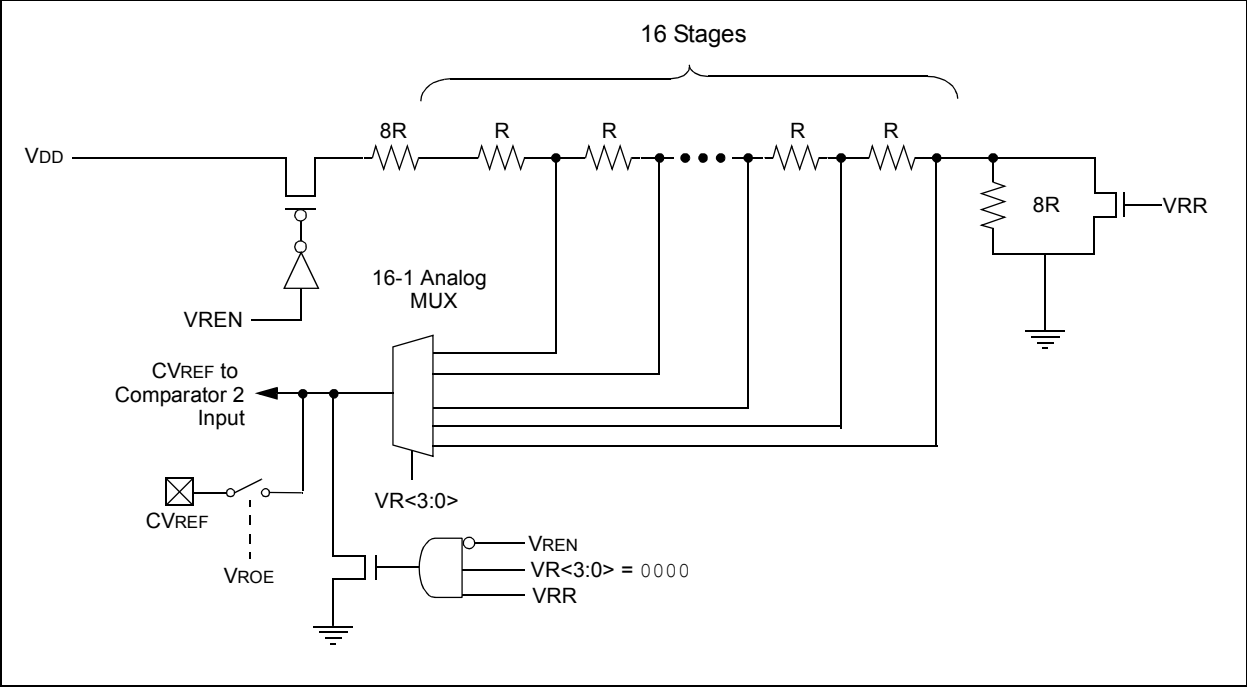 16 Stages
8R
R
R
R
R
VDD
8R
VRR
16-1 Analog
MUX
VREN
CVREF to
Comparator 2
Input
VR<3:0>
CVREF
VROE
VREN
VR<3:0> = 0000
VRR